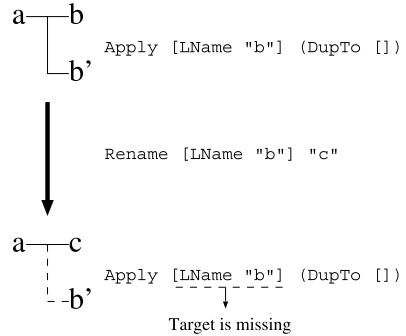 a b
Apply [LName "b"] (DupTo [])
b’
Rename [LName "b"] "c"
a c
Apply [LName "b"] (DupTo [])
b’
Target is missing